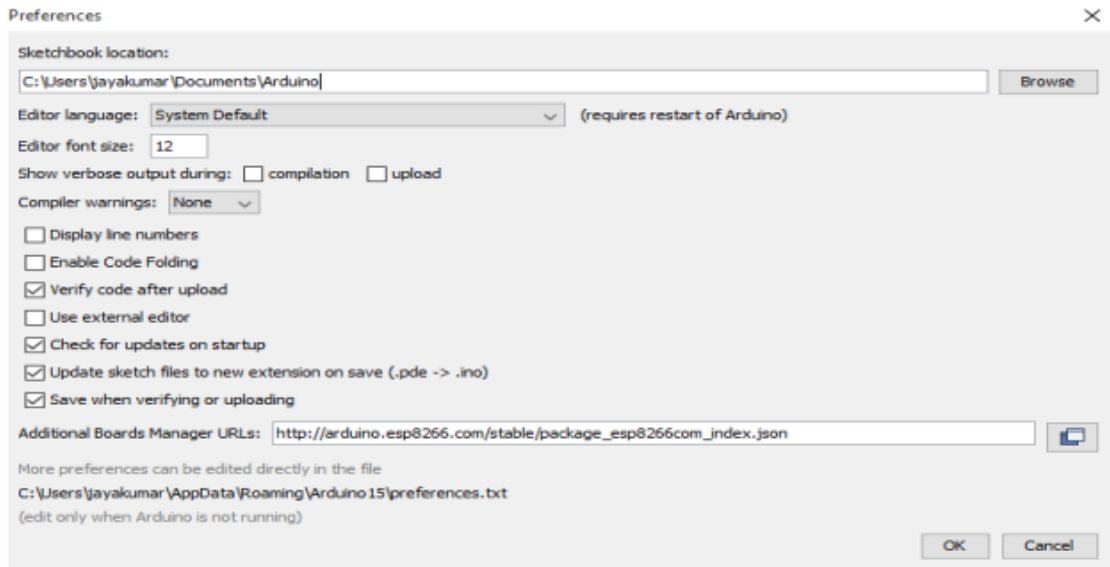 Preferences
Sketchbook location:
C:\Users\jayakumar\Documents\Arduino Browse
Editor language: System Default (requires restart of Arduino)
Editor font size: 12
Show verbose output during: compilation upload
Compiler warnings: None
Display line numbers
Enable Code Folding
Verify code after upload
Use external editor
Check for updates on startup
Update sketch files to new extension on save (.pde -> .ino)
Save when verifying or uploading
Additional Boards Manager URLs: http://arduino.esp8266.com/stable/package_esp8266com_index.json
More preferences can be edited directly in the file
C:\Users\jayakumar\AppData\Roaming\Arduino15\preferences.txt
(edit only when Arduino is not running)
OK Cancel